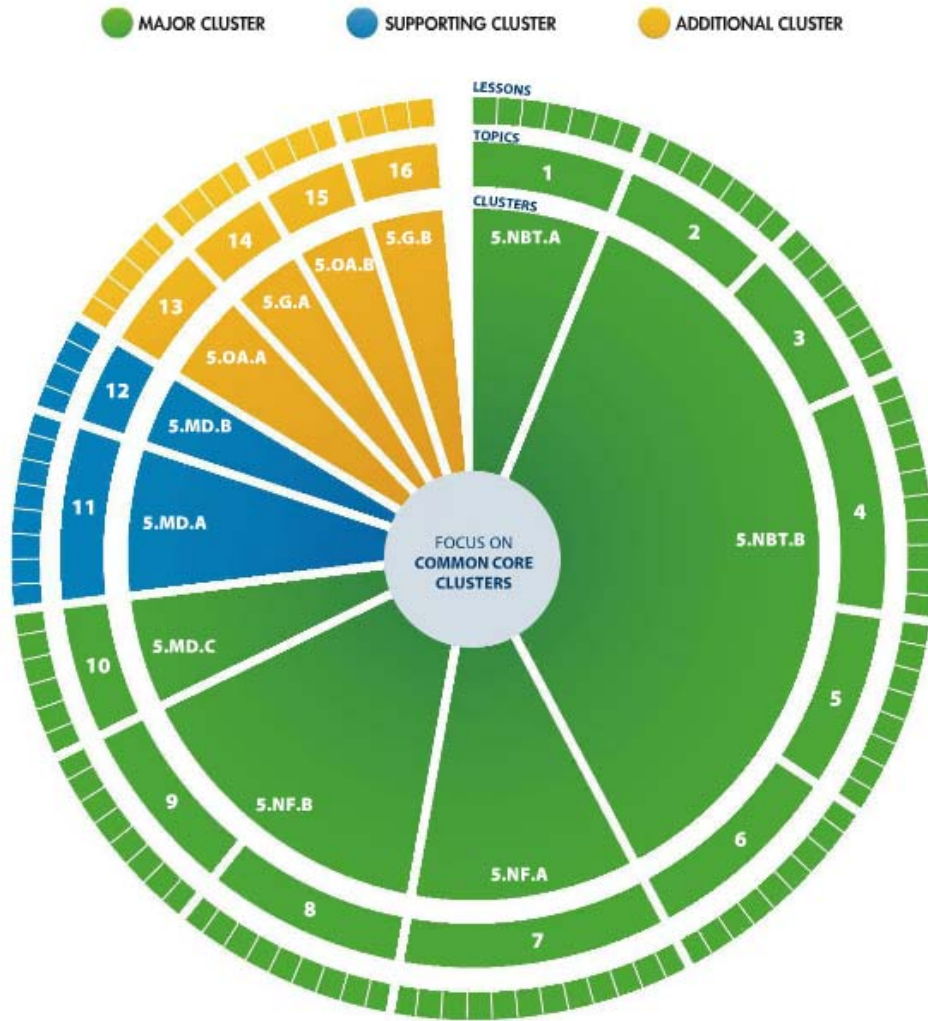 MAJOR CLUSTER
SUPPORTING CLUSTER
ADDITIONAL CLUSTER
LESSONS
TOPICS
CLUSTERS
1
2
3
4
5
6
7
8
9
10
11
12
13
14
15
16
5.NBT.A
5.NBT.B
5.NF.A
5.NF.B
5.MD.C
5.MD.A
5.MD.B
5.OA.A
5.G.A
5.OA.B
5.G.B
FOCUS ON
COMMON CORE
CLUSTERS